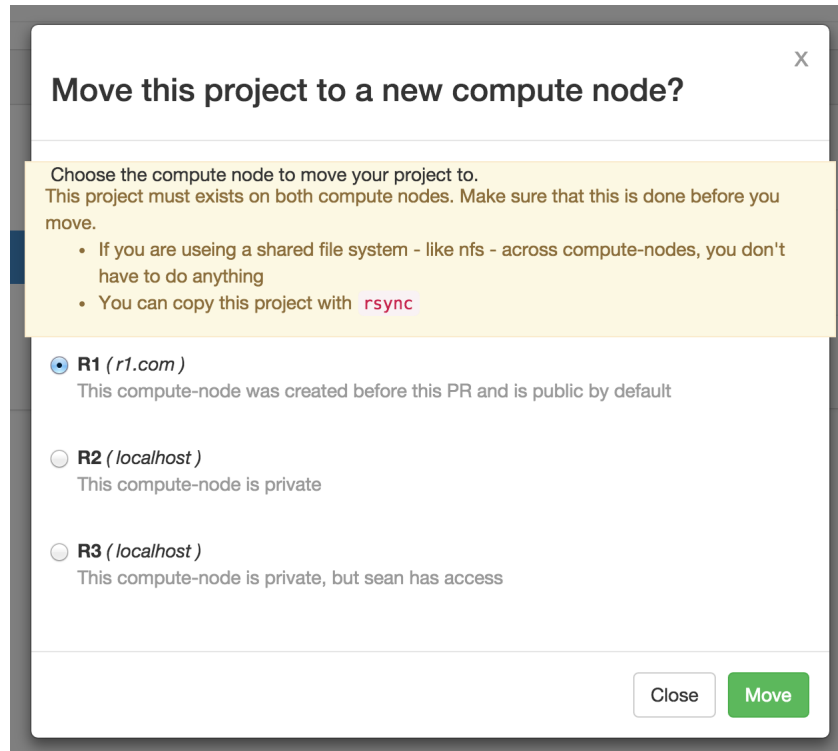 X
Move this project to a new compute node?
Choose the compute node to move your project to.
This project must exists on both compute nodes. Make sure that this is done before you
move.
• If you are useing a shared file system - like nfs - across compute-nodes, you don't
have to do anything
• You can copy this project with rsync
R1 ( r1.com )
This compute-node was created before this PR and is public by default
R2 ( localhost )
This compute-node is private
R3 ( localhost )
This compute-node is private, but sean has access
Close Move